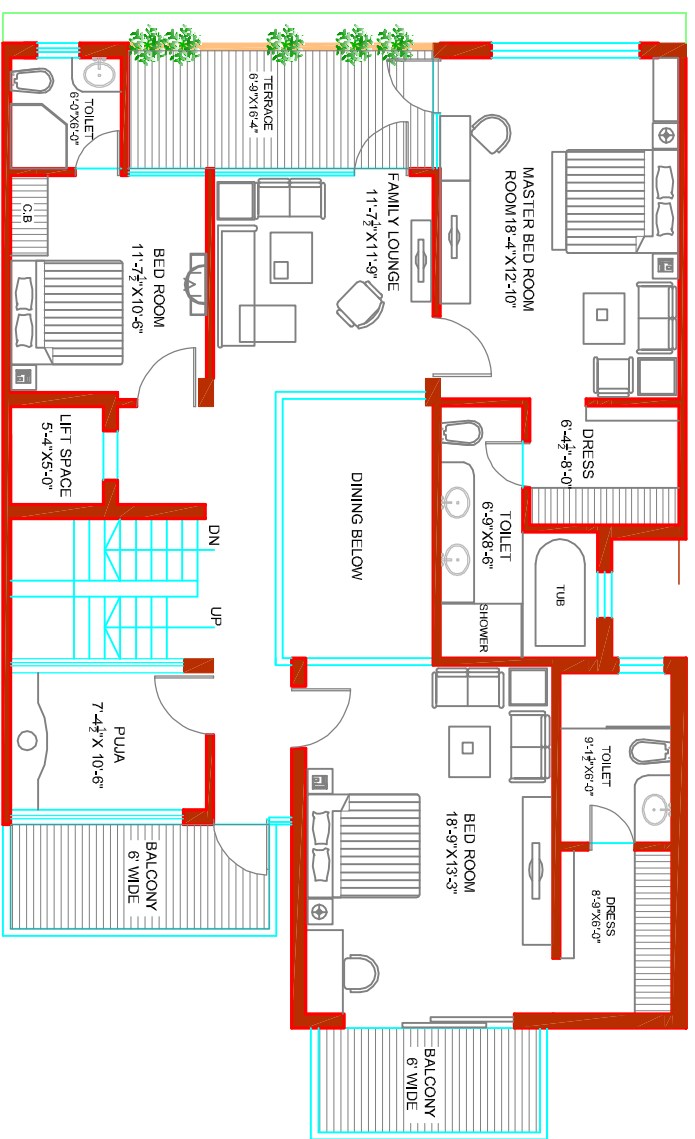 TOILET
6'-0"X6'-0"
TERRACE
6'-9"X16'-4"
MASTER BED ROOM
ROOM18'-4"X12'-10"
FAMILY LOUNGE
11'-7½"X11'-9"
C.B
BED ROOM
11'-7½"X10'-6"
LIFT SPACE
5'-4"X5'-0"
DINING BELOW
DRESS
6'-4½"-8'-0"
TOILET
6'-9"X8'-6"
TUB
SHOWER
DN
UP
PUJA
7'-4½"X 10'-6"
BED ROOM
18'-9"X13'-3"
TOILET
9'-1½"X6'-0"
DRESS
8'-9"X6'-0"
BALCONY
6' WIDE
BALCONY
6' WIDE